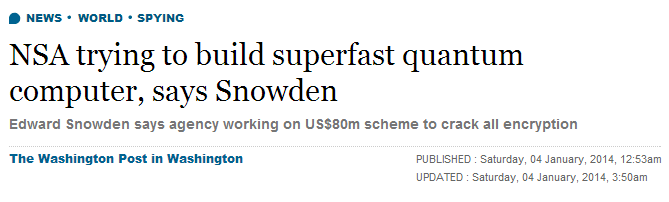 NEWS • WORLD • SPYING
NSA trying to build superfast quantum
computer, says Snowden
Edward Snowden says agency working on US$80m scheme to crack all encryption
The Washington Post in Washington
PUBLISHED : Saturday, 04 January, 2014, 12:53am
UPDATED : Saturday, 04 January, 2014, 3:50am